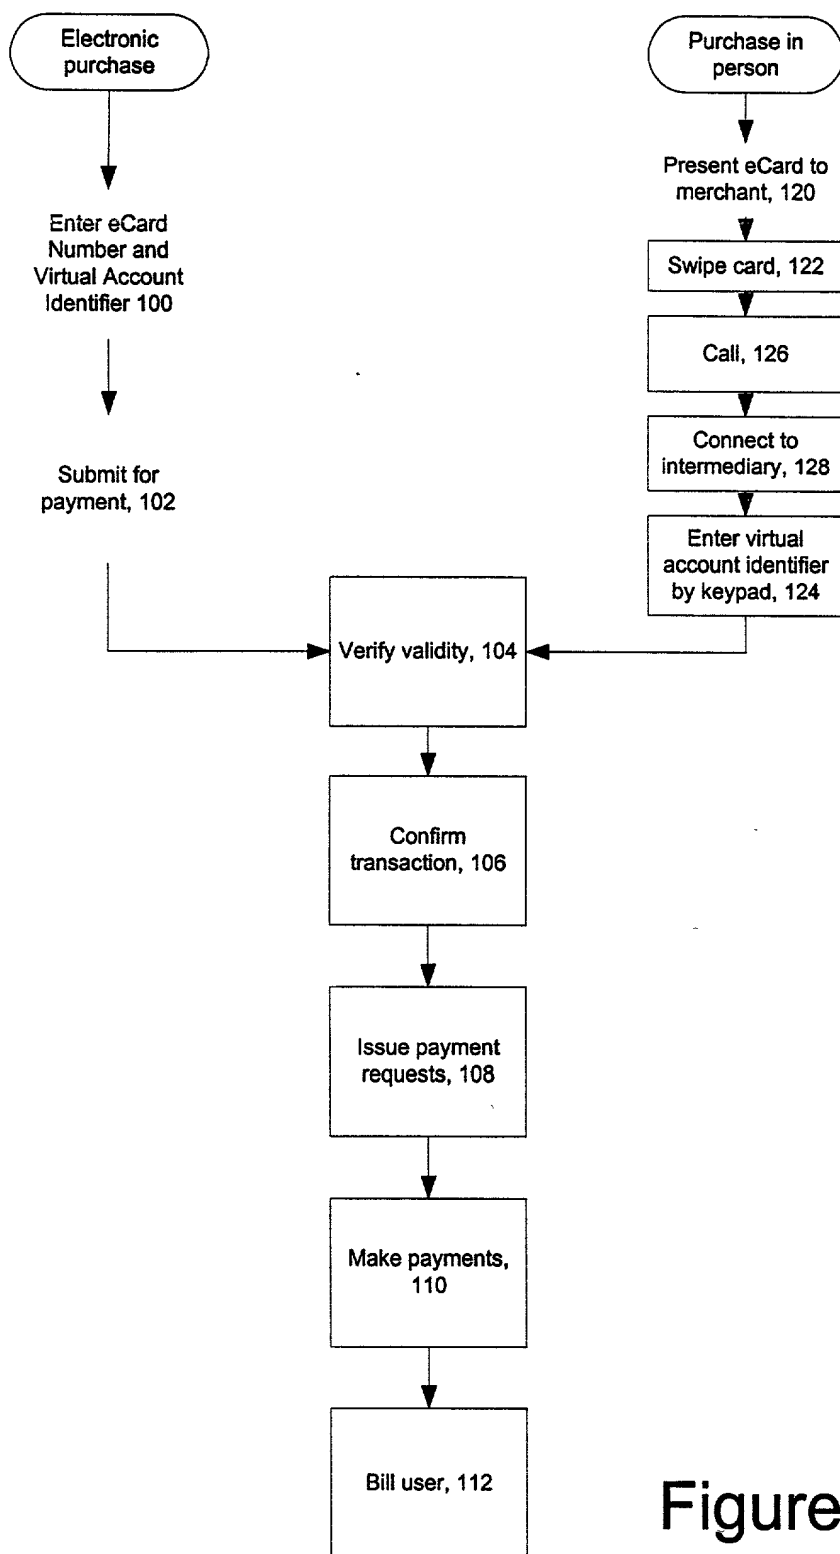 Electronic
purchase
Enter eCard
Number and
Virtual Account
Identifier 100
Submit for
payment, 102
Purchase in
person
Present eCard to
merchant, 120
Swipe card, 122
Call, 126
Connect to
intermediary, 128
Enter virtual
account identifier
by keypad, 124
Verify validity, 104
Confirm
transaction, 106
Issue payment
requests, 108
Make payments,
110
Bill user, 112
Figure